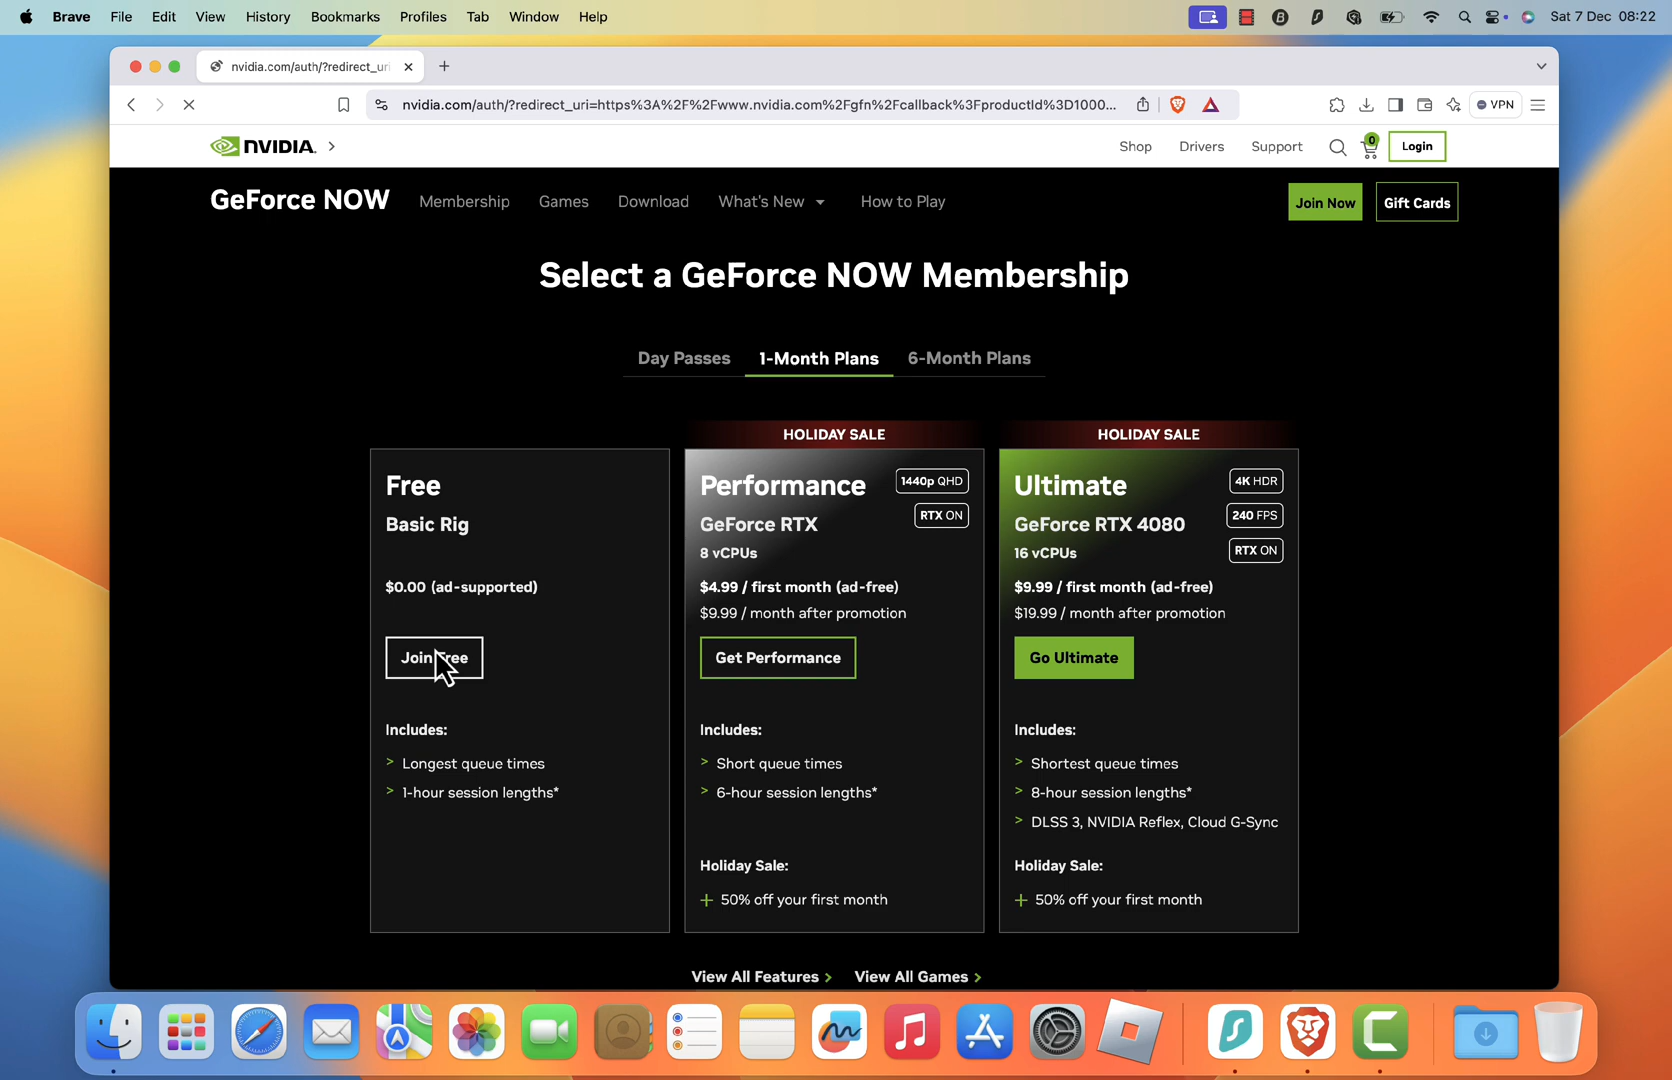 Brave File Edit View History Bookmarks Profiles Tab Window Help Sat 7 Dec 08:22
nvidia.com/auth/?redirect_uri
nvidia.com/auth/?redirect_uri=https%3A%2F%2Fwww.nvidia.com%2Fgfn%2Fcallback%3FproductId%3D1000... VPN
NVIDIA. Shop Drivers Support 0 Login
GeForce NOW Membership Games Download What's New How to Play Join Now Gift Cards
Select a GeForce NOW Membership
Day Passes 1-Month Plans 6-Month Plans
HOLIDAY SALE HOLIDAY SALE
Free
Basic Rig
$0.00 (ad-supported)
Join Free
Includes:
> Longest queue times
> 1-hour session lengths*
Performance 1440p QHD
GeForce RTX RTX ON
8 vCPUs
$4.99 / first month (ad-free)
$9.99 / month after promotion
Get Performance
Includes:
> Short queue times
> 6-hour session lengths*
Holiday Sale:
+ 50% off your first month
Ultimate 4K HDR
GeForce RTX 4080 240 FPS
16 vCPUs RTX ON
$9.99 / first month (ad-free)
$19.99 / month after promotion
Go Ultimate
Includes:
> Shortest queue times
> 8-hour session lengths*
> DLSS 3, NVIDIA Reflex, Cloud G-Sync
Holiday Sale:
+ 50% off your first month
View All Features > View All Games >